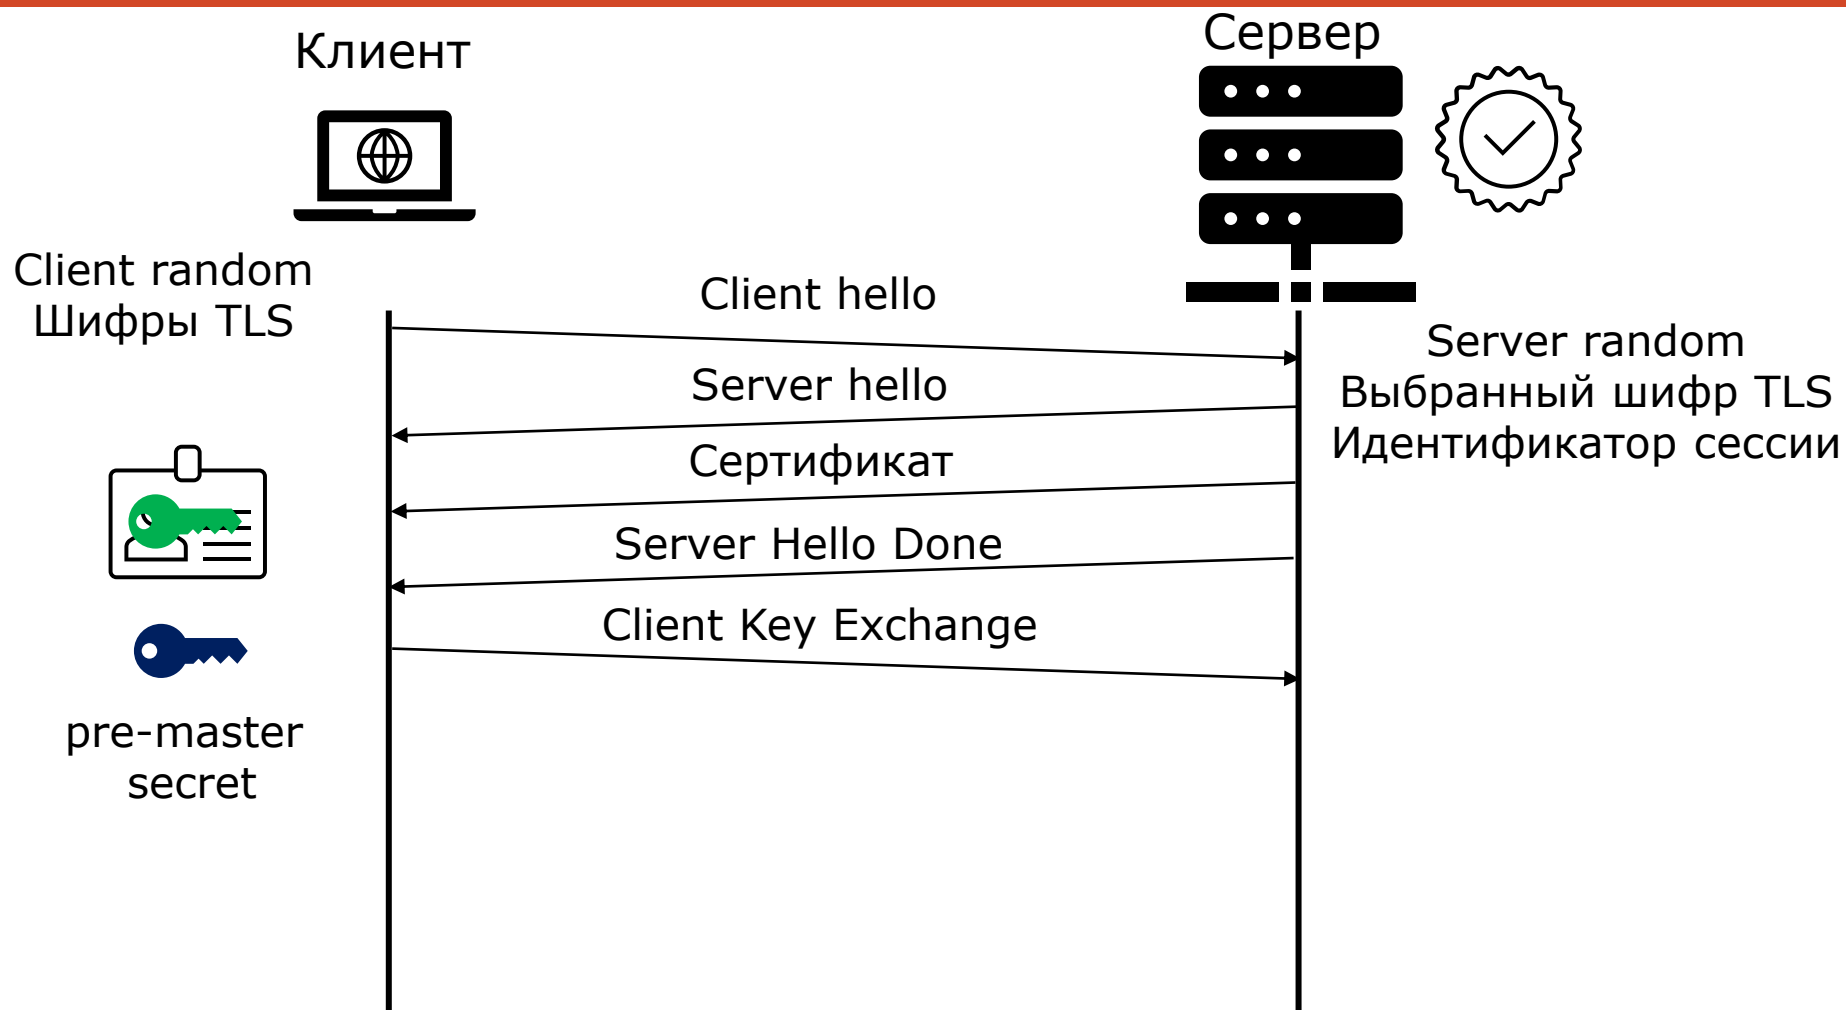 Клиент
Сервер
Client random
Шифры TLS
Client hello
Server random
Выбранный шифр TLS
Идентификатор сессии
Server hello
Сертификат
Server Hello Done
Client Key Exchange
pre-master
secret